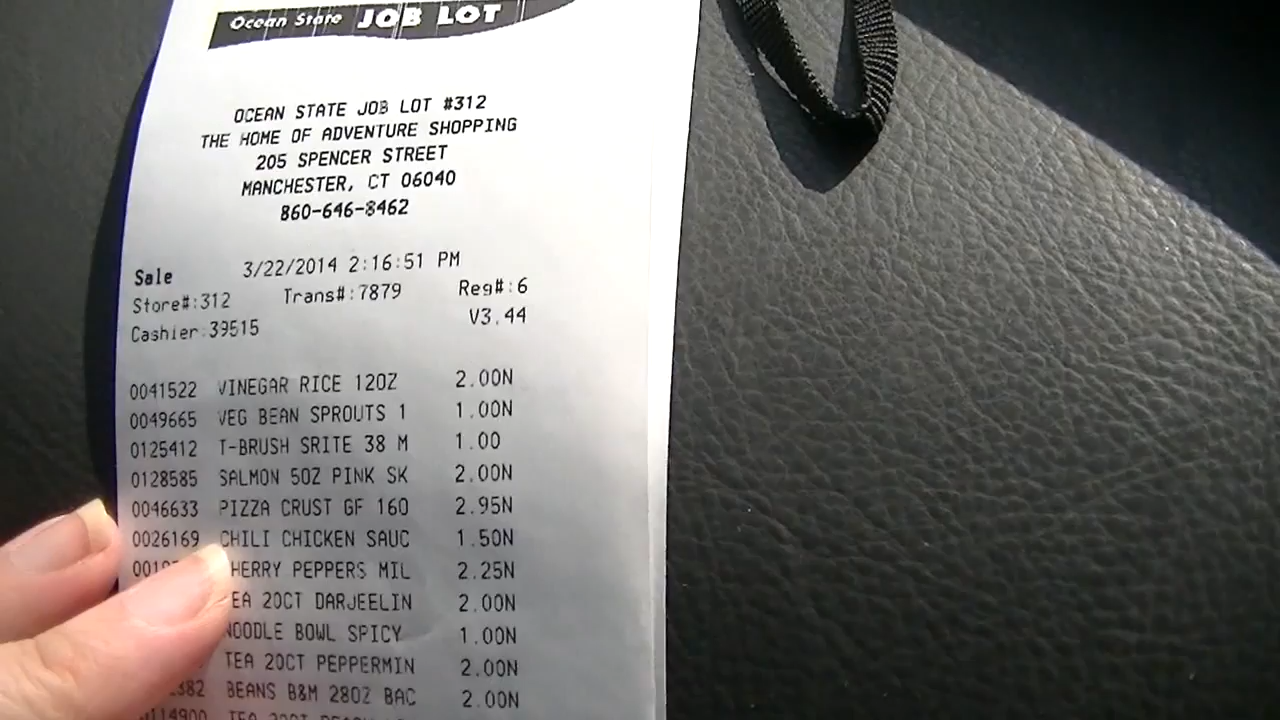 Ocean State JOB LOT
OCEAN STATE JOB LOT #312
THE HOME OF ADVENTURE SHOPPING
205 SPENCER STREET
MANCHESTER, CT 06040
860-646-8462
Sale 3/22/2014 2:16:51 PM
Store#:312 Trans#:7879 Reg#:6
Cashier:39515 V3.44
0041522 VINEGAR RICE 12OZ 2.00N
0049665 VEG BEAN SPROUTS 1 1.00N
0125412 T-BRUSH SRITE 38 M 1.00
0128585 SALMON 5OZ PINK SK 2.00N
0046633 PIZZA CRUST GF 160 2.95N
0026169 CHILI CHICKEN SAUC 1.50N
HERRY PEPPERS MIL 2.25N
EA 20CT DARJEELIN 2.00N
NOODLE BOWL SPICY 1.00N
TEA 20CT PEPPERMIN 2.00N
382 BEANS B&M 28OZ BAC 2.00N
0114900 TEA 20CT